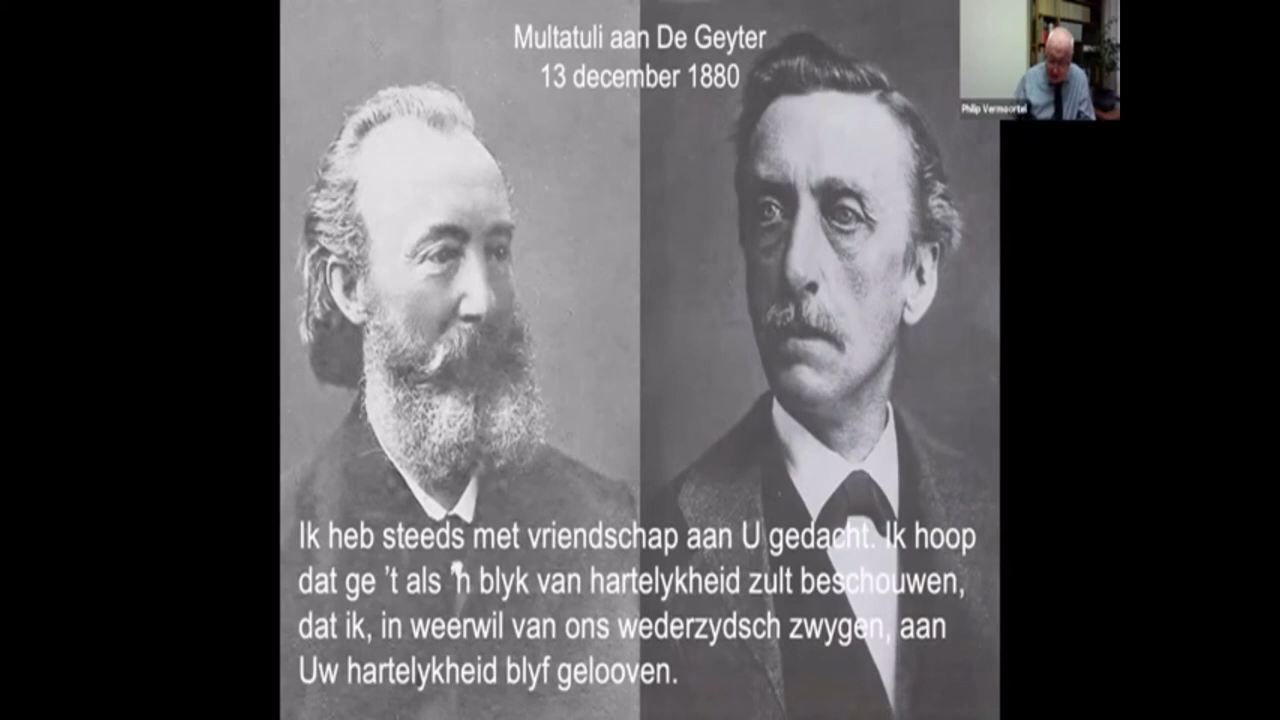 Multatuli aan De Geyter
13 december 1880
Philip Vermoortel
Ik heb steeds met vriendschap aan U gedacht. Ik hoop
dat ge ’t als ’n blyk van hartelykheid zult beschouwen,
dat ik, in weerwil van ons wederzydsch zwygen, aan
Uw hartelykheid blyf gelooven.